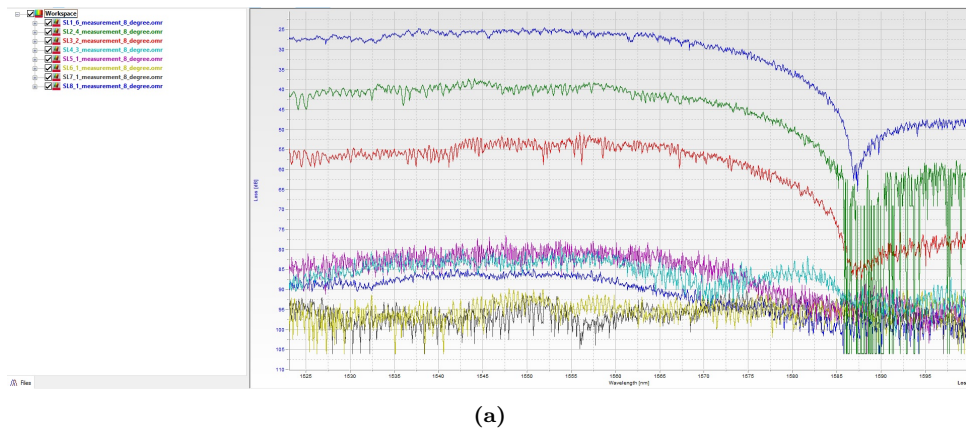 Workspace
SL1_6_measurement_8_degree.omr
SL2_4_measurement_8_degree.omr
SL3_2_measurement_8_degree.omr
SL4_3_measurement_8_degree.omr
SL5_1_measurement_8_degree.omr
SL6_1_measurement_8_degree.omr
SL7_1_measurement_8_degree.omr
SL8_1_measurement_8_degree.omr
Files
Loss [dB]
25
30
35
40
45
50
55
60
65
70
75
80
85
90
95
100
105
110
1525
1530
1535
1540
1545
1550
1555
1560
1565
1570
1575
1580
1585
1590
1595
Wavelength [nm]
Los
(a)